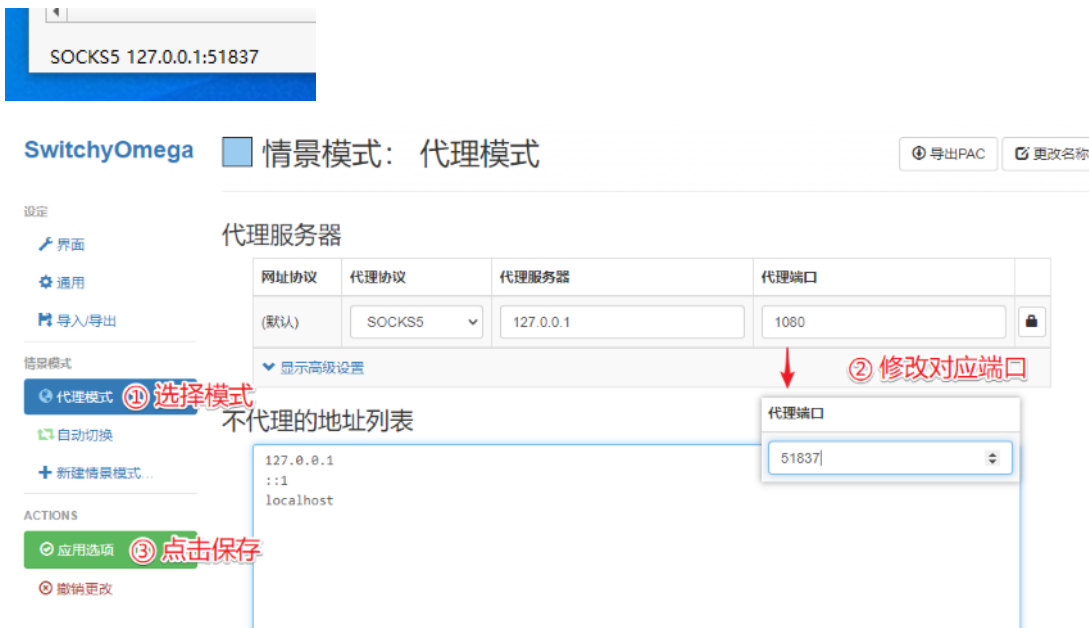 SOCKS5 127.0.0.1:51837
SwitchyOmega
情景模式： 代理模式
导出PAC
更改名称
设定
界面
通用
导入/导出
情景模式
代理模式
① 选择模式
自动切换
新建情景模式...
ACTIONS
应用选项
③ 点击保存
撤销更改
代理服务器
网址协议 代理协议 代理服务器 代理端口
(默认) SOCKS5 127.0.0.1 1080
显示高级设置
② 修改对应端口
代理端口
51837
不代理的地址列表
127.0.0.1
::1
localhost